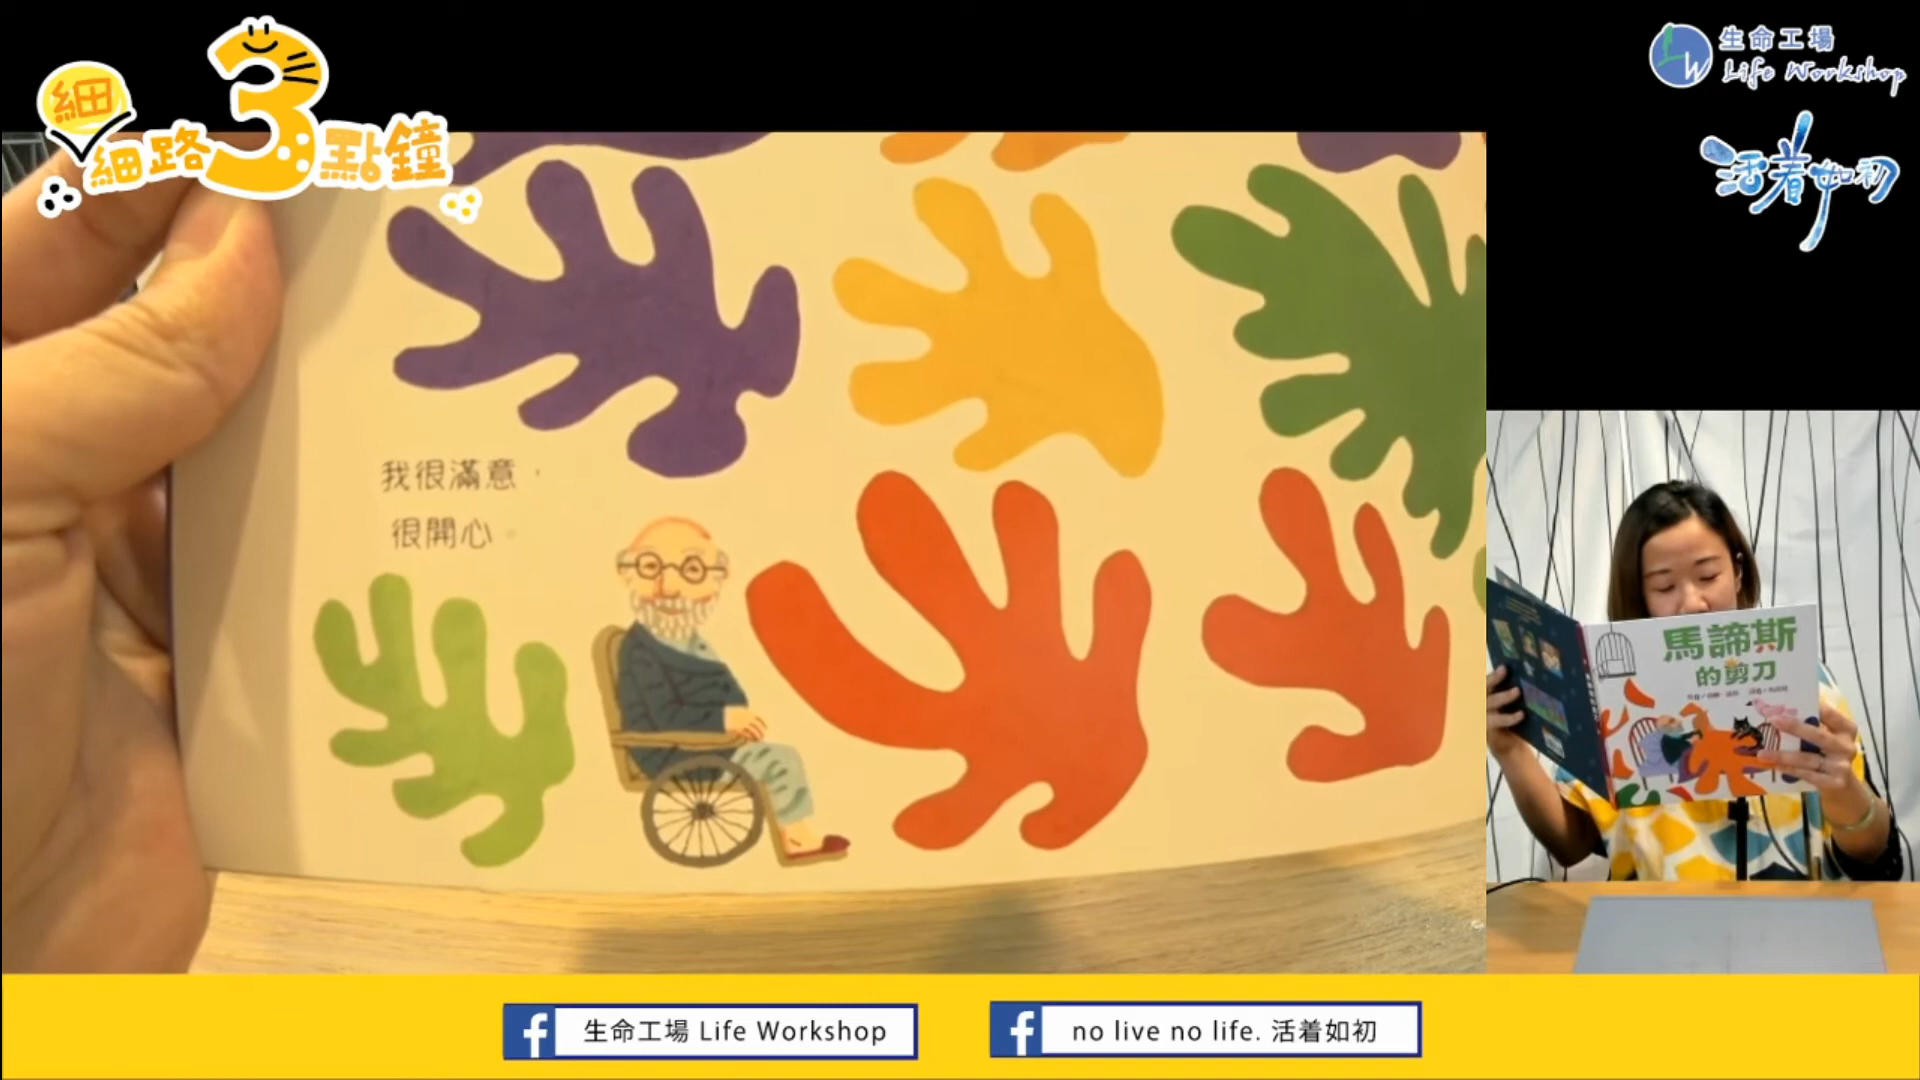 細
細路3點鐘
生命工場
Life Workshop
活着如初
我很滿意，
很開心。
馬諦斯
的剪刀
生命工場 Life Workshop
no live no life. 活着如初